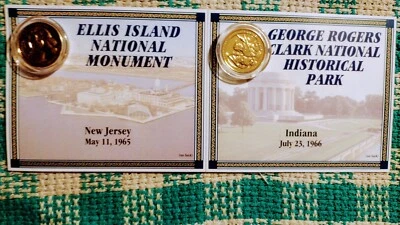 ELLIS ISLAND
NATIONAL
MONUMENT
New Jersey
May 11, 1965
GEORGE ROGERS
CLARK NATIONAL
HISTORICAL
PARK
Indiana
July 23, 1966